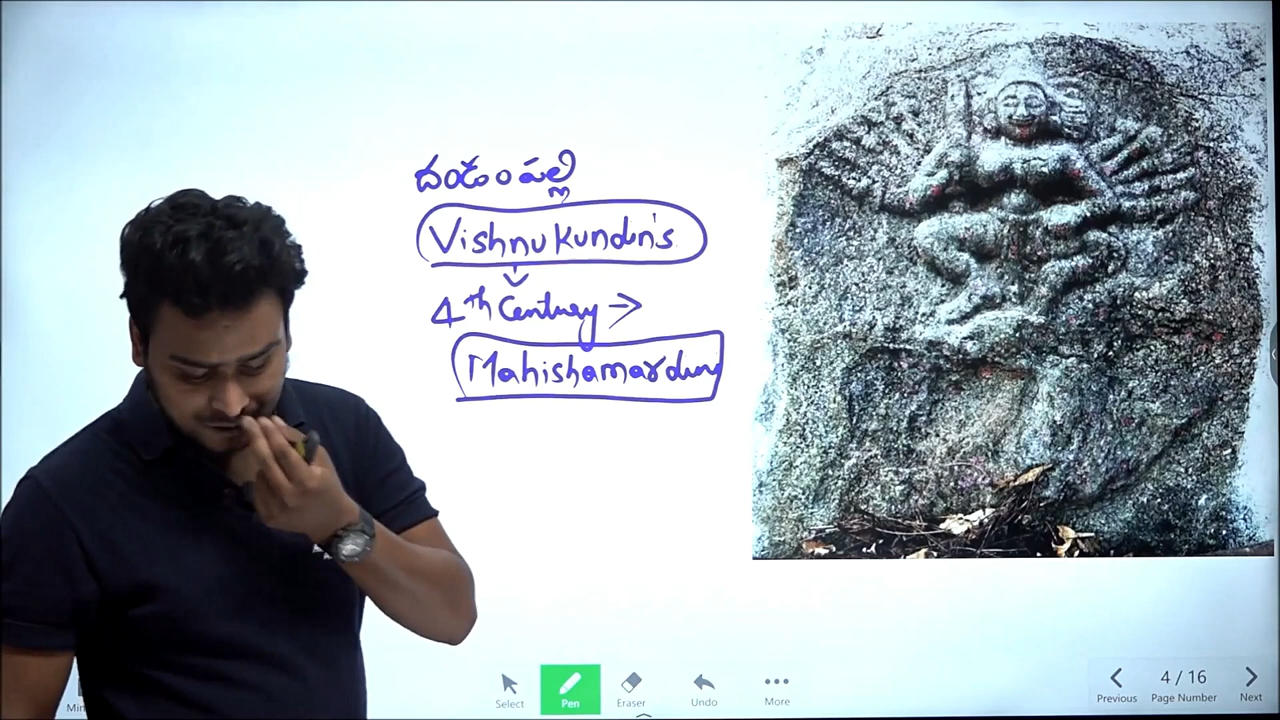 దండంపల్లి
Vishnukundin's
4th Century →
Mahishamardini
Select
Pen
Eraser
Undo
More
Previous
4 / 16
Page Number
Next